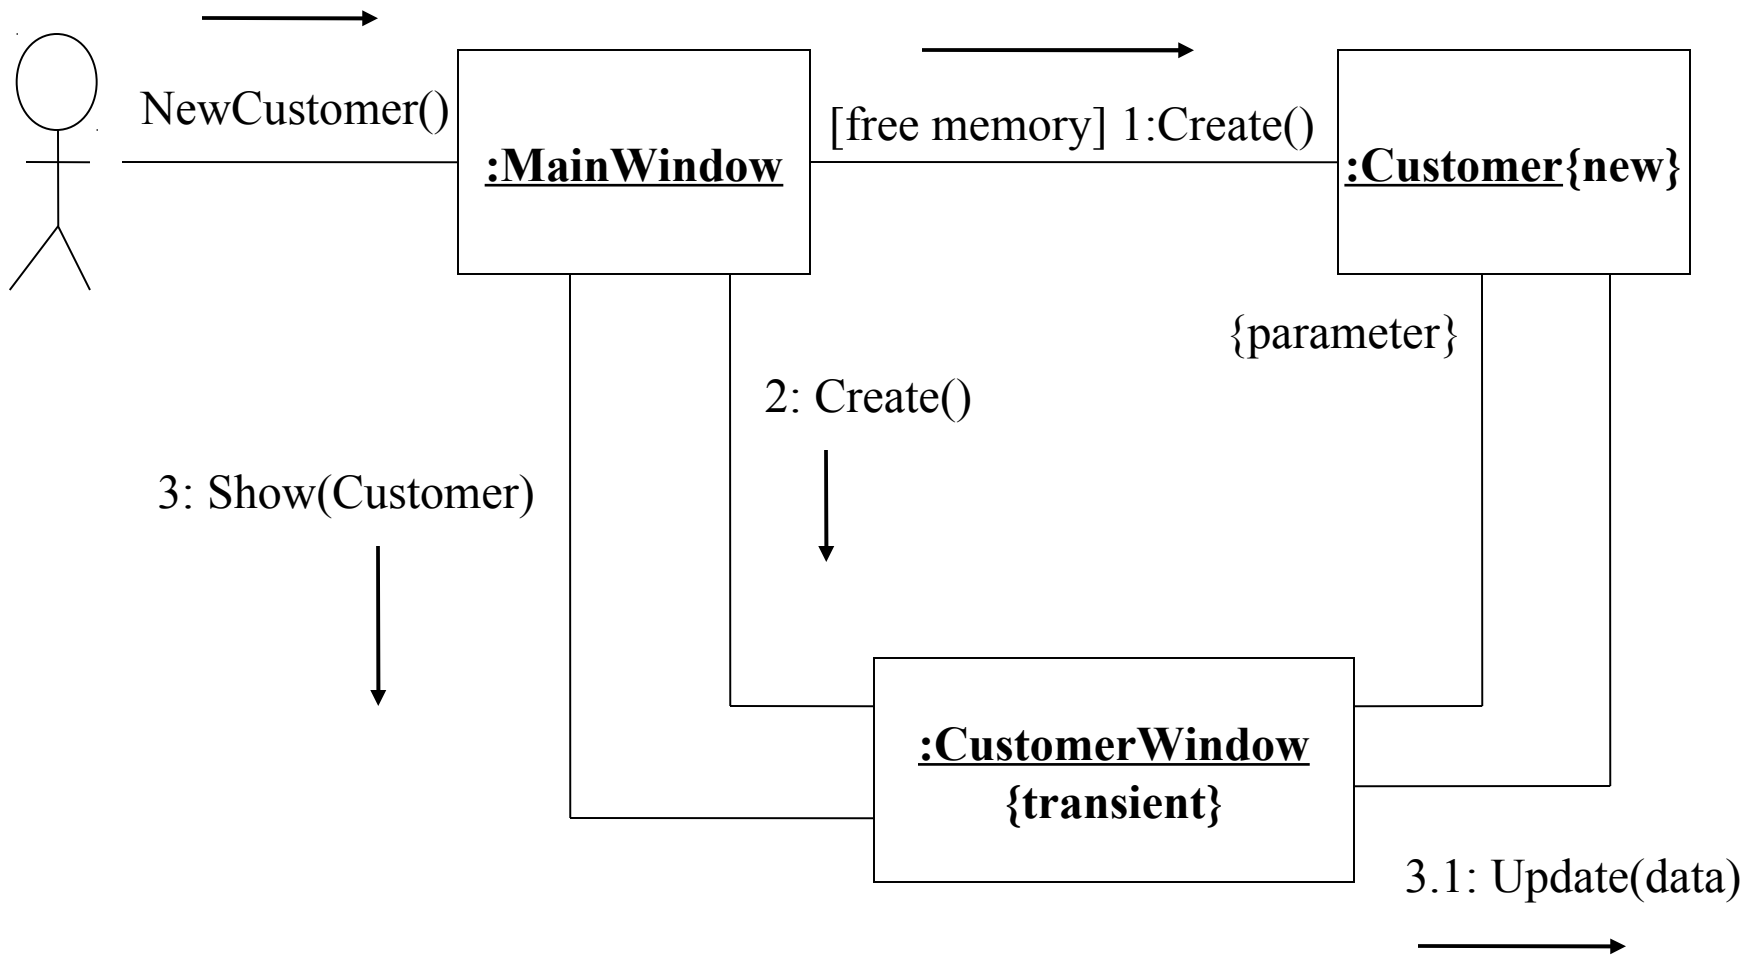 NewCustomer()
[free memory] 1:Create()
:MainWindow
:Customer{new}
{parameter}
2: Create()
3: Show(Customer)
:CustomerWindow
{transient}
3.1: Update(data)